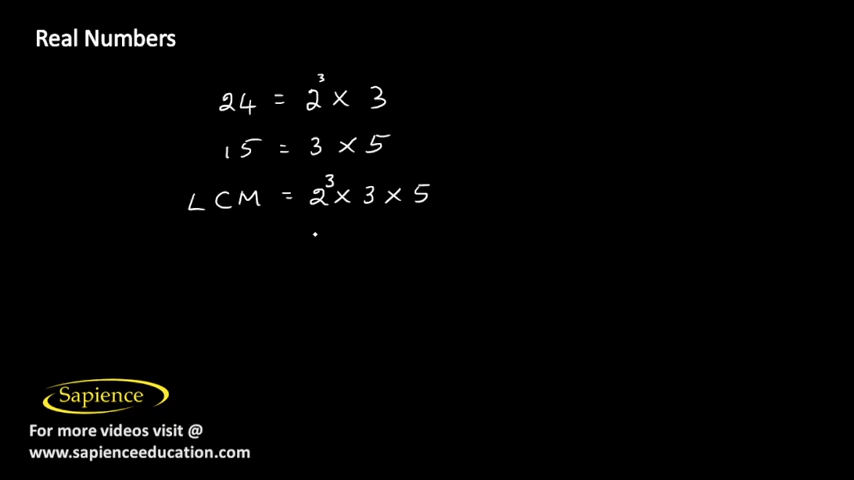 Real Numbers
24 = 2³ × 3
15 = 3 × 5
LCM = 2³ × 3 × 5
Sapience
For more videos visit @
www.sapienceeducation.com